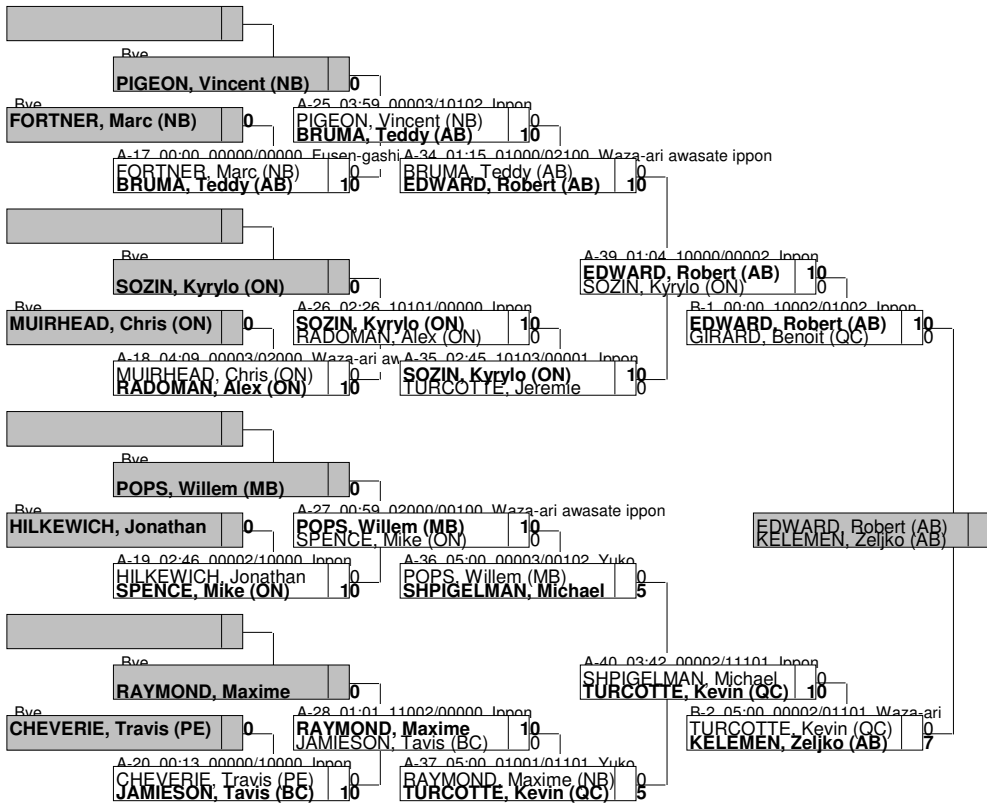 Bye
PIGEON, Vincent (NB) 0
Bye
FORTNER, Marc (NB) 0
A-25 03:59 00003/10102 Ippon
PIGEON, Vincent (NB) 0
BRUMA, Teddy (AB) 10
A-17 00:00 00000/00000 Fusen-gashi
FORTNER, Marc (NB) 0
BRUMA, Teddy (AB) 10
A-34 01:15 01000/02100 Waza-ari awasate ippon
BRUMA, Teddy (AB) 0
EDWARD, Robert (AB) 10
Bye
SOZIN, Kyrylo (ON) 0
A-39 01:04 10000/00002 Ippon
EDWARD, Robert (AB) 10
SOZIN, Kyrylo (ON) 0
Bye
MUIRHEAD, Chris (ON) 0
A-26 02:26 10101/00000 Ippon
SOZIN, Kyrylo (ON) 10
RADOMAN, Alex (ON) 0
B-1 00:00 10002/01002 Ippon
EDWARD, Robert (AB) 10
GIRARD, Benoit (QC) 0
A-18 04:09 00003/02000 Waza-ari aw
MUIRHEAD, Chris (ON) 0
RADOMAN, Alex (ON) 10
A-35 02:45 10103/00001 Ippon
SOZIN, Kyrylo (ON) 10
TURCOTTE, Jeremie 0
Bye
POPS, Willem (MB) 0
HILKEWICH, Jonathan 0
A-27 00:59 02000/00100 Waza-ari awasate ippon
POPS, Willem (MB) 10
SPENCE, Mike (ON) 0
EDWARD, Robert (AB)
KELEMEN, Zeljko (AB)
A-19 02:46 00002/10000 Ippon
HILKEWICH, Jonathan 0
SPENCE, Mike (ON) 10
A-36 05:00 00003/00102 Yuko
POPS, Willem (MB) 0
SHPIGELMAN, Michael 5
Bye
RAYMOND, Maxime 0
A-40 03:42 00002/11101 Ippon
SHPIGELMAN, Michael 0
TURCOTTE, Kevin (QC) 10
Bye
CHEVERIE, Travis (PE) 0
A-28 01:01 11002/00000 Ippon
RAYMOND, Maxime 10
JAMIESON, Tavis (BC) 0
B-2 05:00 00002/01101 Waza-ari
TURCOTTE, Kevin (QC) 0
KELEMEN, Zeljko (AB) 7
A-20 00:13 00000/10000 Ippon
CHEVERIE, Travis (PE) 0
JAMIESON, Tavis (BC) 10
A-37 05:00 01001/01101 Yuko
RAYMOND, Maxime (NB) 0
TURCOTTE, Kevin (QC) 5